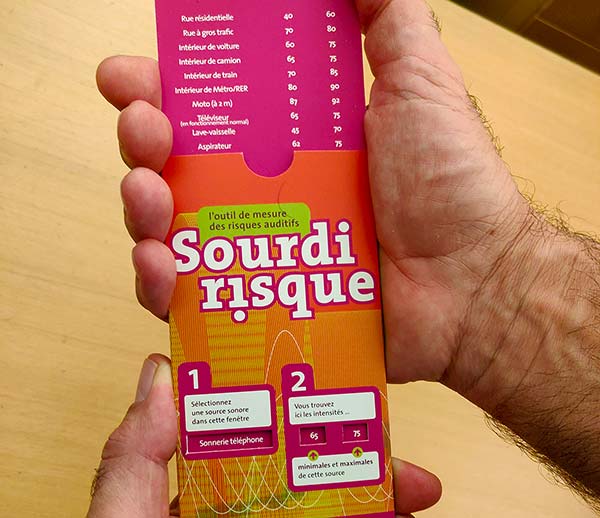 Rue résidentielle 40 60
Rue à gros trafic 70 80
Intérieur de voiture 60 75
Intérieur de camion 65 75
Intérieur de train 70 85
Intérieur de Métro/RER 80 90
Moto (à 2 m) 87 92
Téléviseur 65 75
(en fonctionnement normal)
Lave-vaisselle 45 70
Aspirateur 62 75
l'outil de mesure
des risques auditifs
Sourdi
risque
1
Sélectionnez
une source sonore
dans cette fenêtre
Sonnerie téléphone
2
Vous trouvez
ici les intensités ...
65 75
minimales et maximales
de cette source